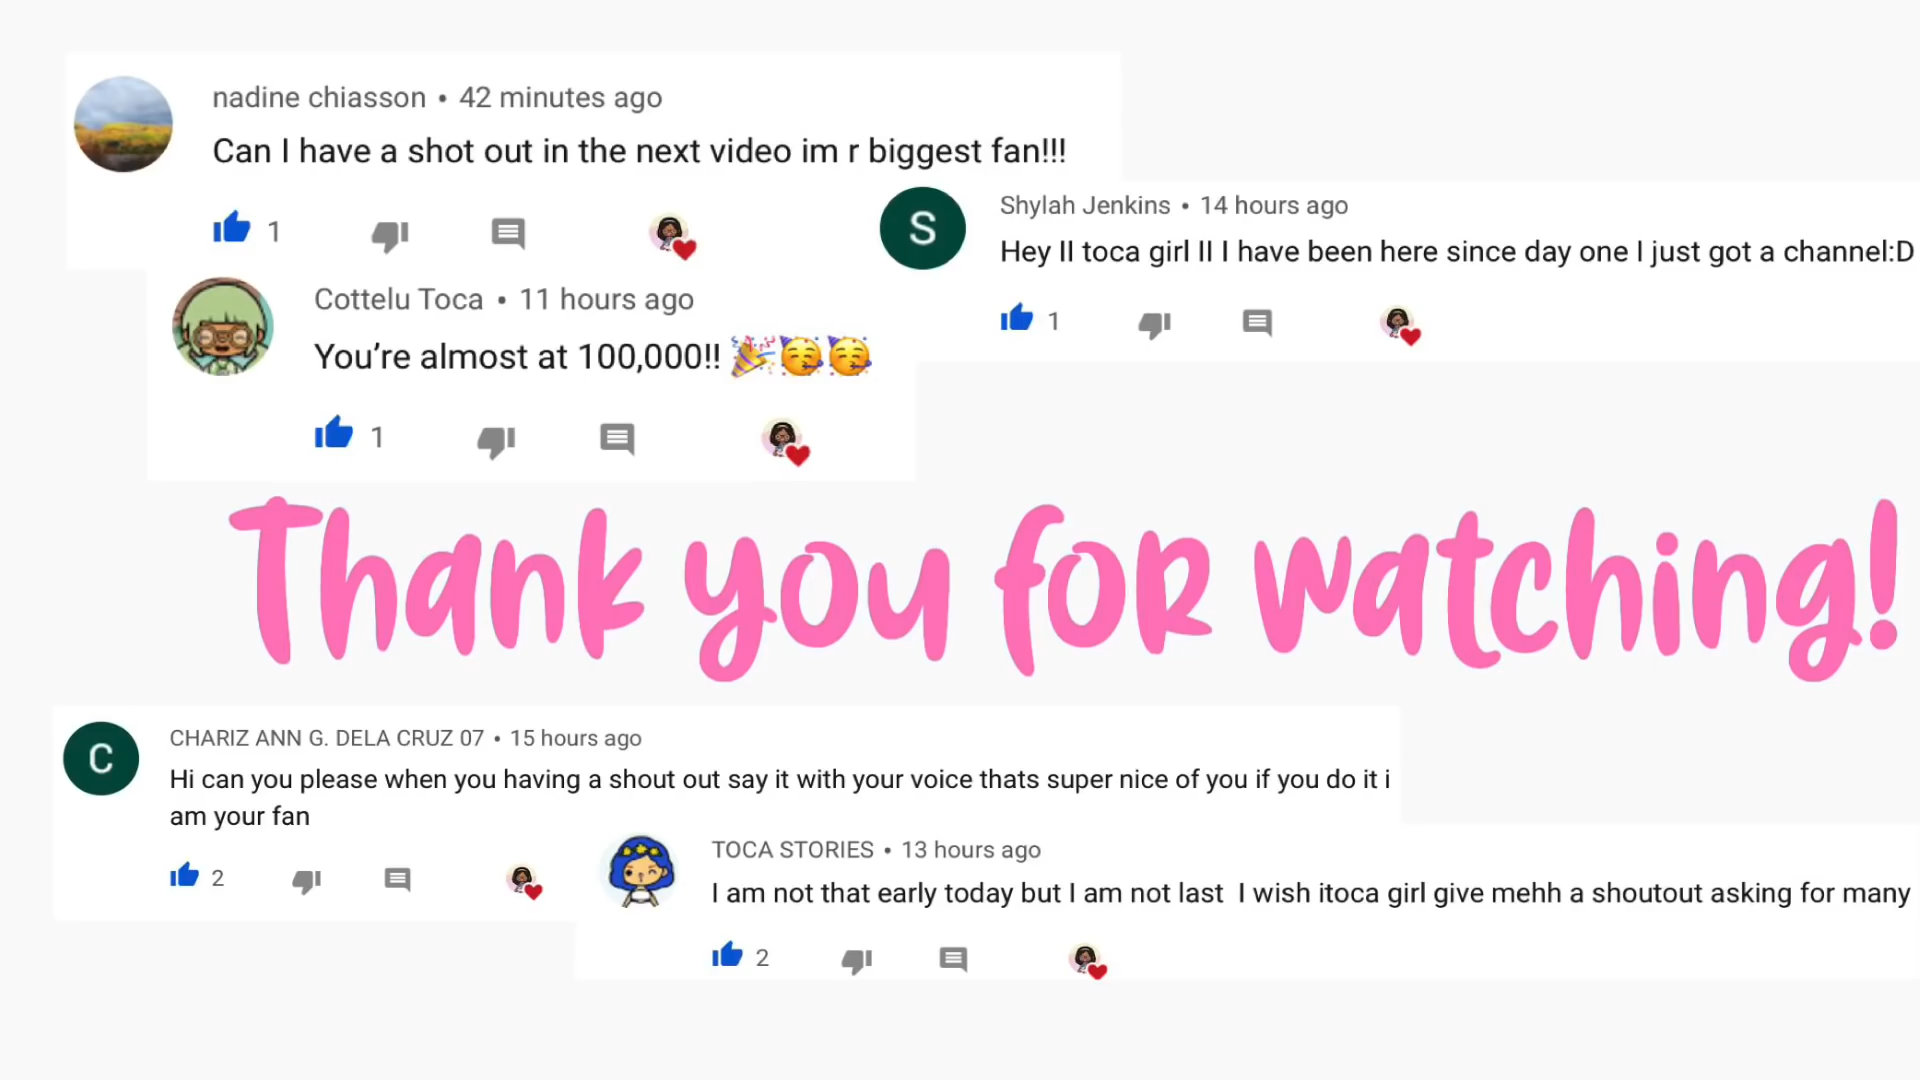 nadine chiasson • 42 minutes ago
Can I have a shot out in the next video im r biggest fan!!!
1
S
Shylah Jenkins • 14 hours ago
Hey II toca girl II I have been here since day one I just got a channel:D
1
Cottelu Toca • 11 hours ago
You’re almost at 100,000!! 🎉🥳🥳
1
Thank you for watching!
C
CHARIZ ANN G. DELA CRUZ 07 • 15 hours ago
Hi can you please when you having a shout out say it with your voice thats super nice of you if you do it i
am your fan
2
TOCA STORIES • 13 hours ago
I am not that early today but I am not last  I wish itoca girl give mehh a shoutout asking for many
2